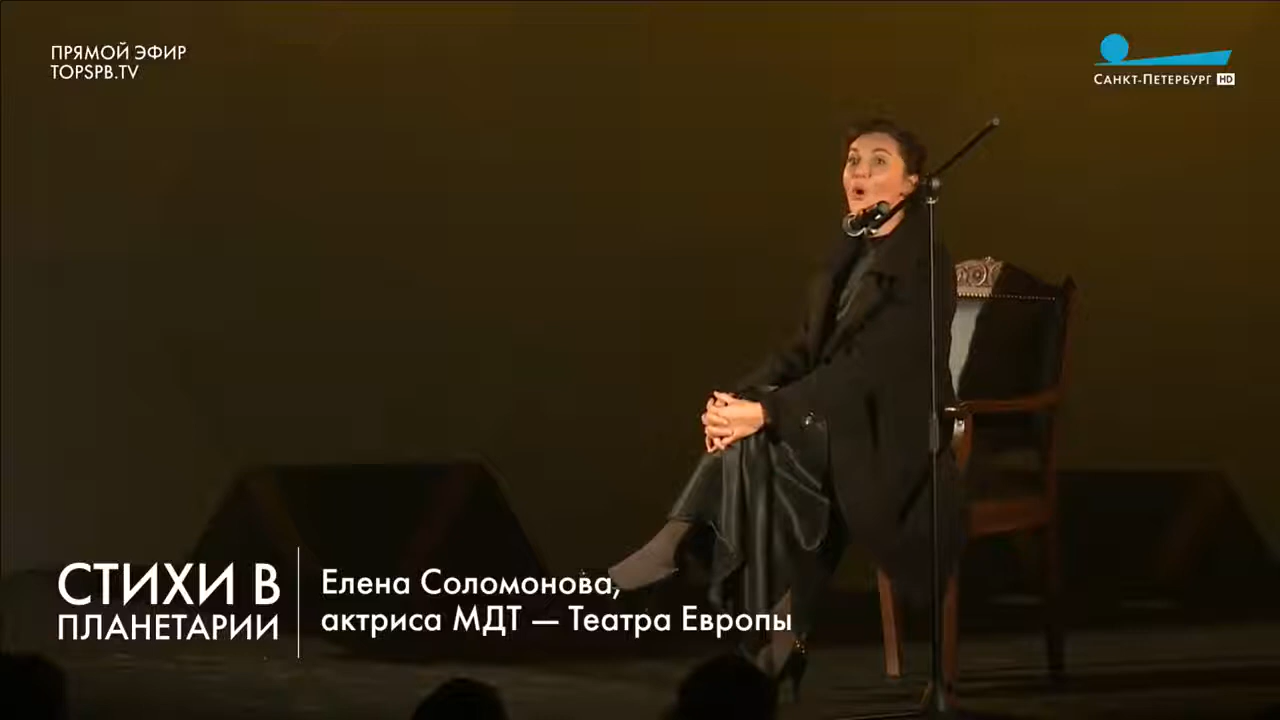 ПРЯМОЙ ЭФИР
TOPSPB.TV
САНКТ-ПЕТЕРБУРГ HD
СТИХИ В
ПЛАНЕТАРИИ
Елена Соломонова,
актриса МДТ — Театра Европы